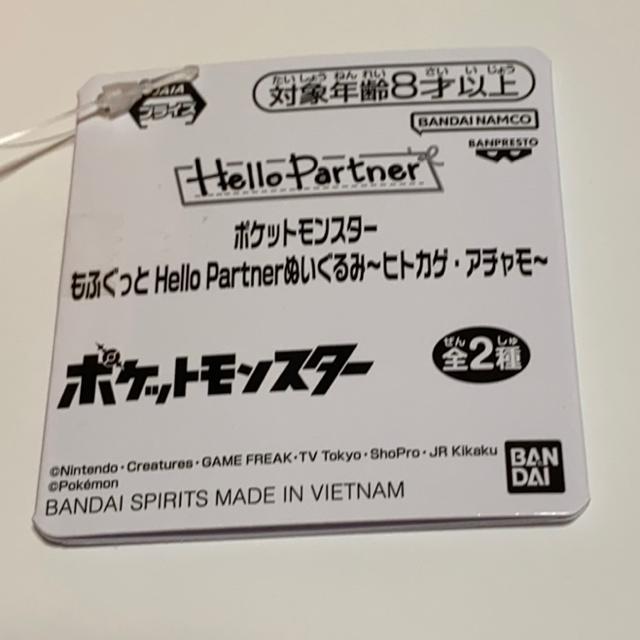 JAIA
プライズ
たいしょうねんれい さいいじょう
対象年齢8才以上
BANDAI NAMCO
BANPRESTO
Hello Partner
ポケットモンスター
もふぐっと Hello Partnerぬいぐるみ~ヒトカゲ・アチャモ~
ポケットモンスター
ぜん しゅ
全2種
©Nintendo・Creatures・GAME FREAK・TV Tokyo・ShoPro・JR Kikaku
©Pokémon
BANDAI SPIRITS MADE IN VIETNAM
BAN
DAI